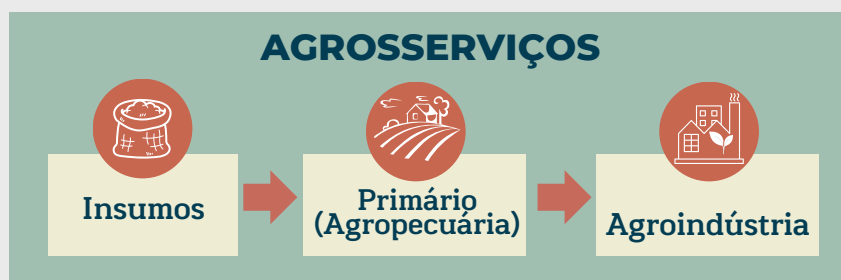 AGROSSERVIÇOS
Insumos
Primário
(Agropecuária)
Agroindústria